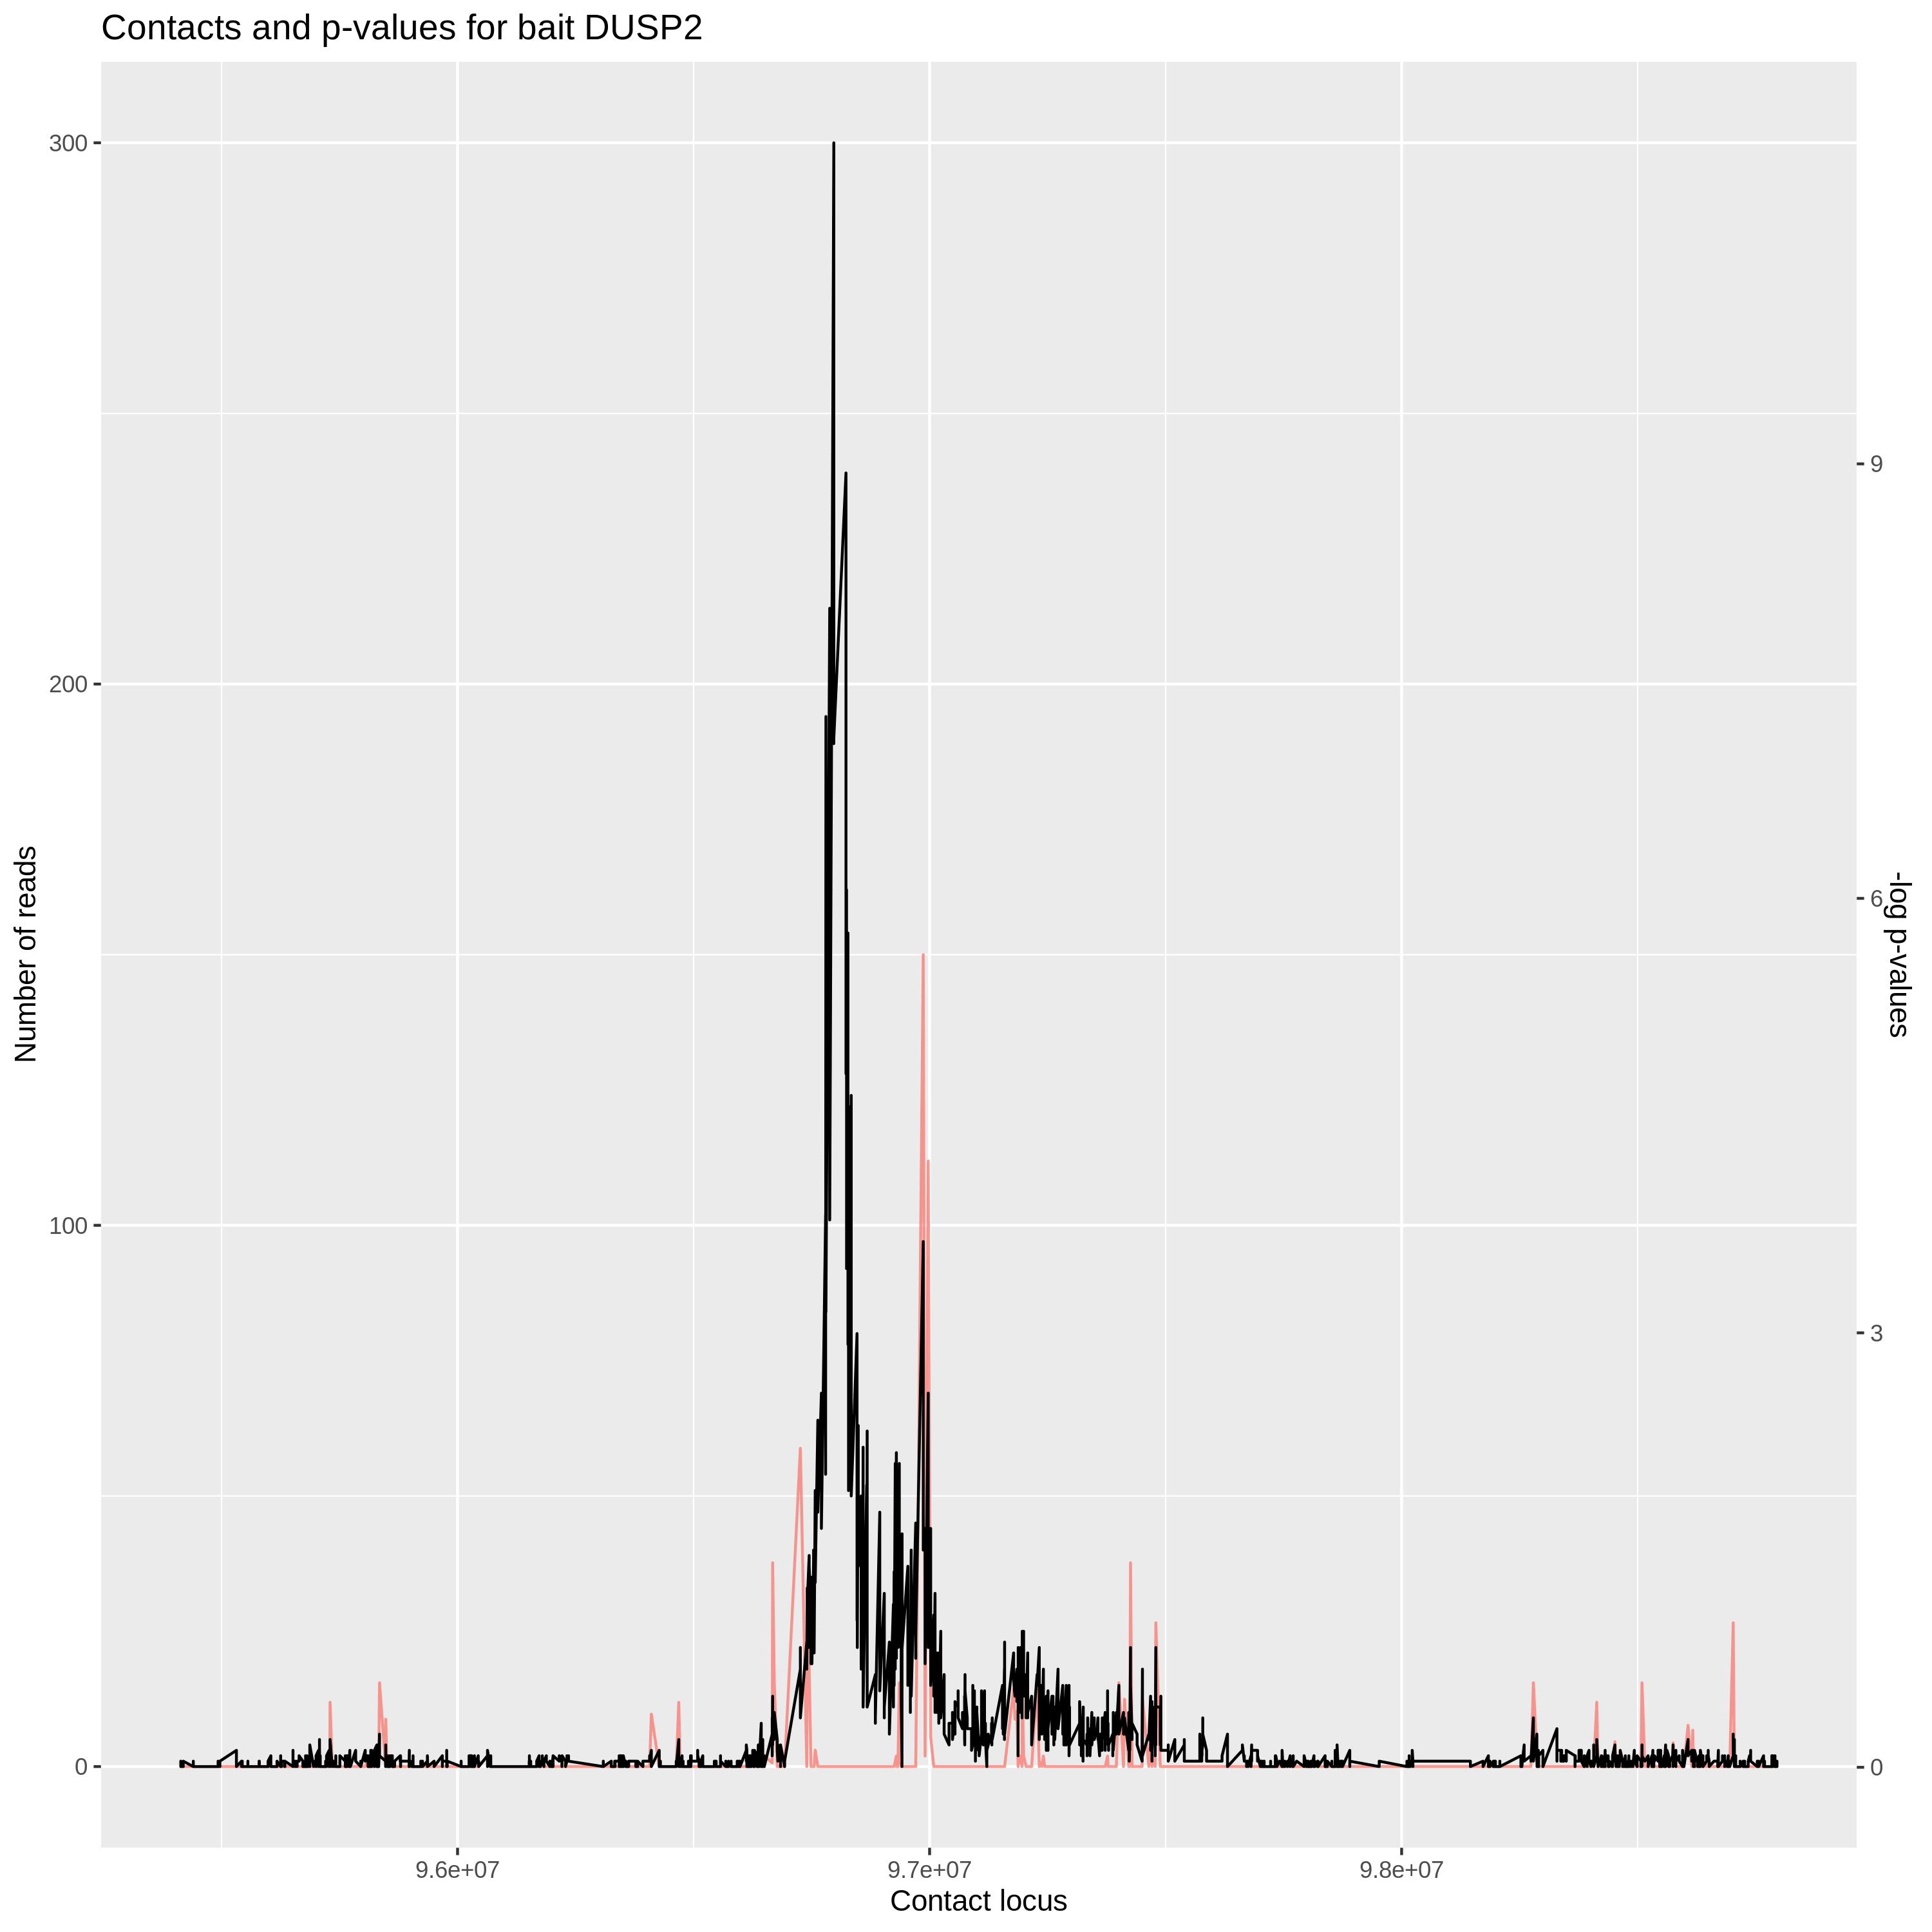 Contacts and p-values for bait DUSP2
300
200
100
0
Number of reads
9
6
3
0
-log p-values
9.6e+07 9.7e+07 9.8e+07
Contact locus